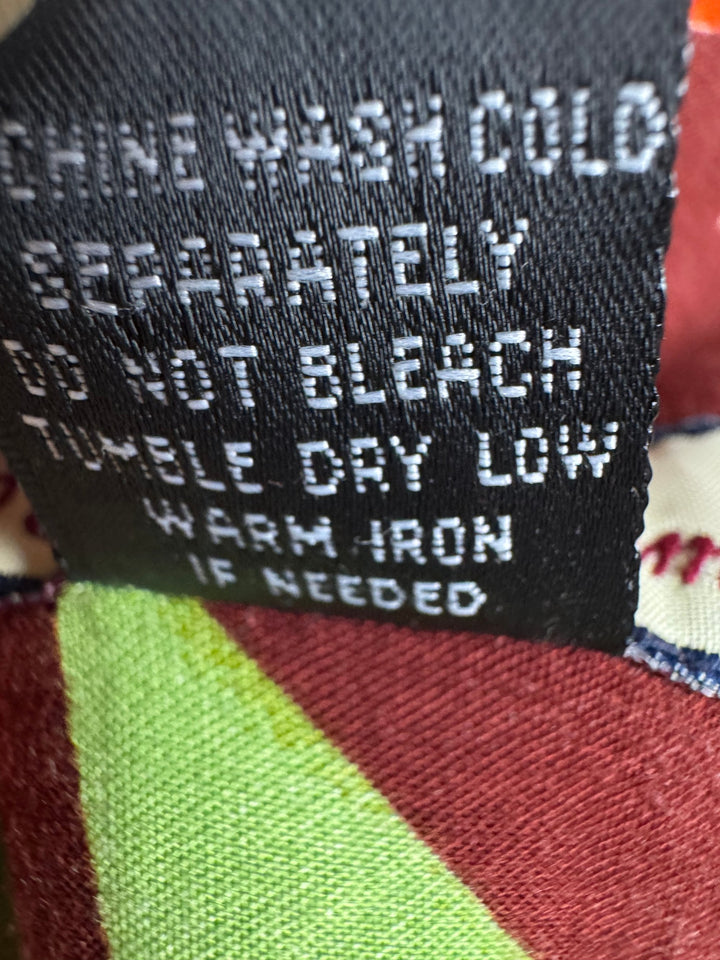 CHINE WASH COLD
SEPARATELY
DO NOT BLEACH
TUMBLE DRY LOW
WARM IRON
IF NEEDED